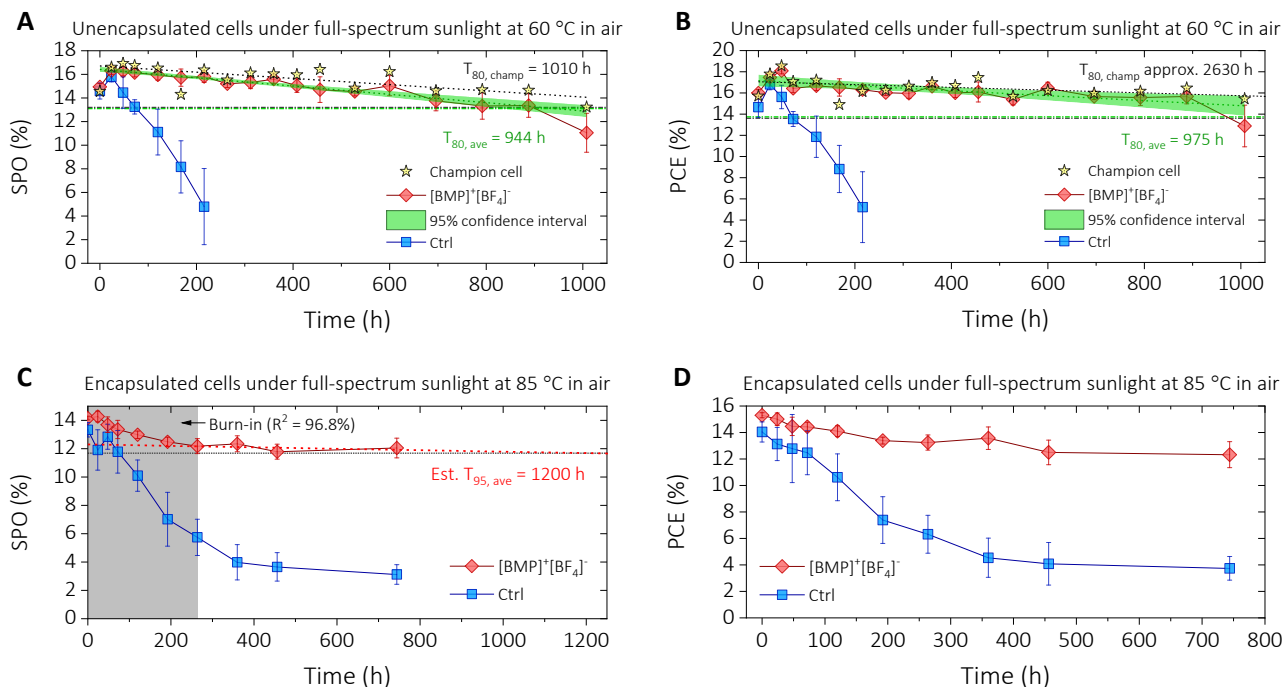 A
Unencapsulated cells under full-spectrum sunlight at 60 °C in air
18
16
14
12
10
8
6
4
2
0
SPO (%)
T80, champ = 1010 h
T80, ave = 944 h
Champion cell
[BMP]+[BF4]-
95% confidence interval
Ctrl
0 200 400 600 800 1000
Time (h)
B
Unencapsulated cells under full-spectrum sunlight at 60 °C in air
20
18
16
14
12
10
8
6
4
2
0
PCE (%)
T80, champ approx. 2630 h
T80, ave = 975 h
Champion cell
[BMP]+[BF4]-
95% confidence interval
Ctrl
0 200 400 600 800 1000
Time (h)
C
Encapsulated cells under full-spectrum sunlight at 85 °C in air
14
12
10
8
6
4
2
0
SPO (%)
Burn-in (R2 = 96.8%)
Est. T95, ave = 1200 h
[BMP]+[BF4]-
Ctrl
0 200 400 600 800 1000 1200
Time (h)
D
Encapsulated cells under full-spectrum sunlight at 85 °C in air
16
14
12
10
8
6
4
2
0
PCE (%)
[BMP]+[BF4]-
Ctrl
0 100 200 300 400 500 600 700 800
Time (h)